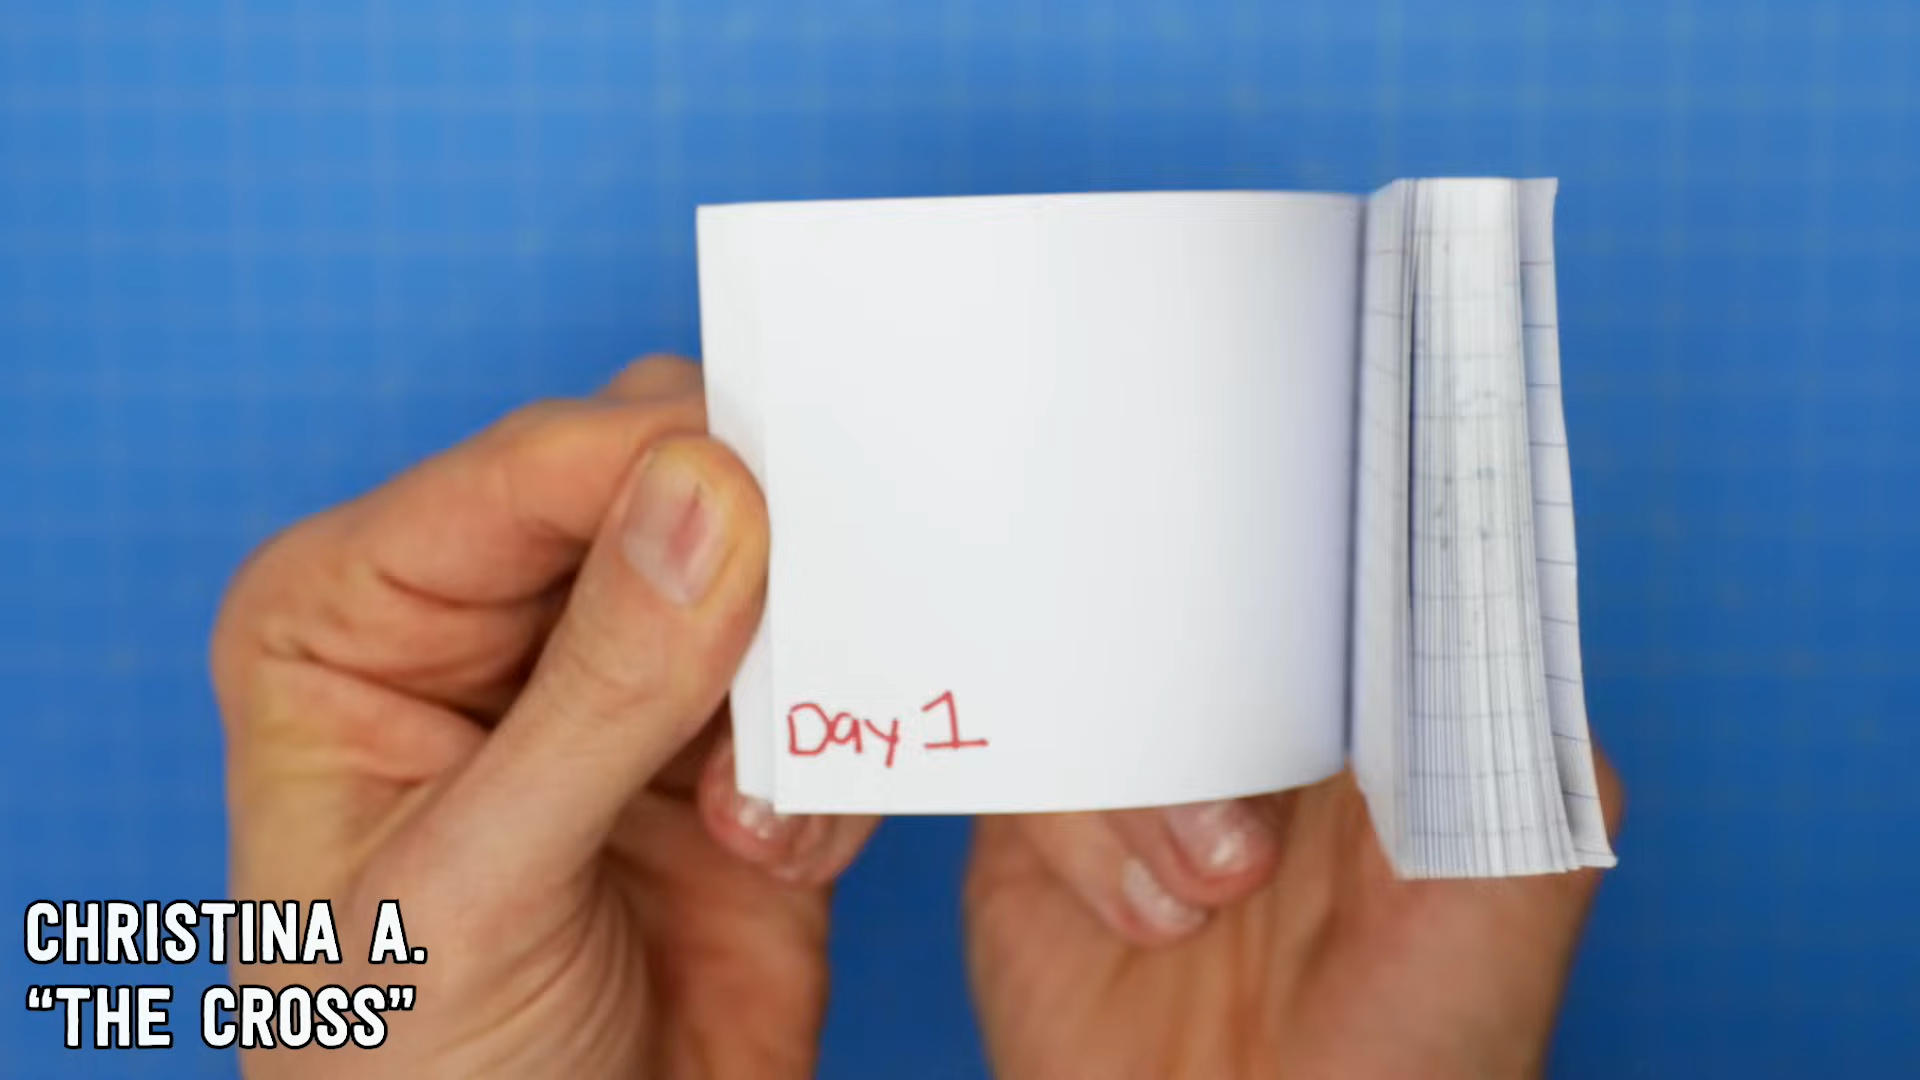 Day 1
CHRISTINA A.
“THE CROSS”